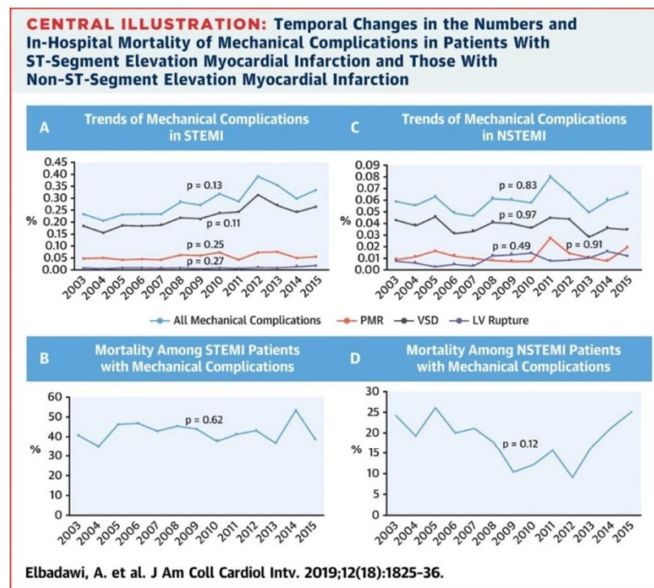 CENTRAL ILLUSTRATION: Temporal Changes in the Numbers and
In-Hospital Mortality of Mechanical Complications in Patients With
ST-Segment Elevation Myocardial Infarction and Those With
Non-ST-Segment Elevation Myocardial Infarction
A
Trends of Mechanical Complications
in STEMI
0.45
0.40
0.35
0.30
0.25
0.20
0.15
0.10
0.05
0.00
%
p = 0.13
p = 0.11
p = 0.25
p = 0.27
2003 2004 2005 2006 2007 2008 2009 2010 2011 2012 2013 2014 2015
C
Trends of Mechanical Complications
in NSTEMI
0.09
0.08
0.07
0.06
0.05
0.04
0.03
0.02
0.01
0.00
%
p = 0.83
p = 0.97
p = 0.49
p = 0.91
2003 2004 2005 2006 2007 2008 2009 2010 2011 2012 2013 2014 2015
All Mechanical Complications PMR VSD LV Rupture
B
Mortality Among STEMI Patients
with Mechanical Complications
60
50
40
30
20
10
0
%
p = 0.62
2003 2004 2005 2006 2007 2008 2009 2010 2011 2012 2013 2014 2015
D
Mortality Among NSTEMI Patients
with Mechanical Complications
30
25
20
15
10
5
0
%
p = 0.12
2003 2004 2005 2006 2007 2008 2009 2010 2011 2012 2013 2014 2015
Elbadawi, A. et al. J Am Coll Cardiol Intv. 2019;12(18):1825-36.